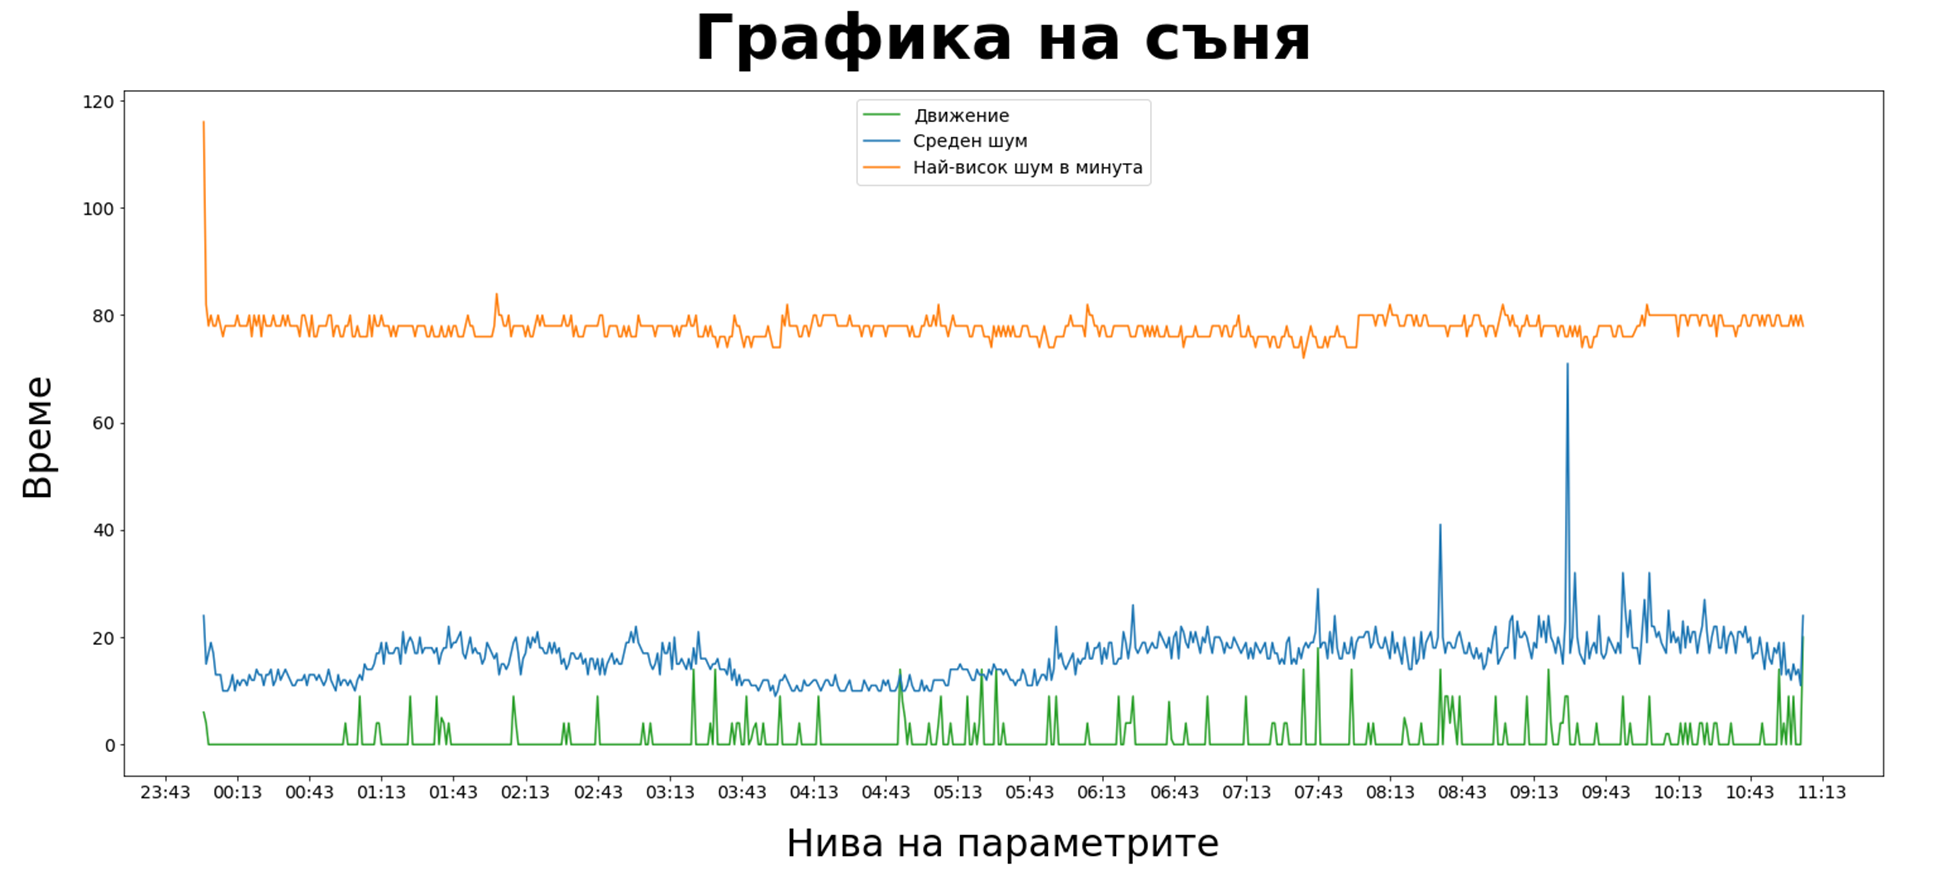 Графика на съня
120
100
80
60
40
20
0
Време
Движение
Среден шум
Най-висок шум в минута
23:43 00:13 00:43 01:13 01:43 02:13 02:43 03:13 03:43 04:13 04:43 05:13 05:43 06:13 06:43 07:13 07:43 08:13 08:43 09:13 09:43 10:13 10:43 11:13
Нива на параметрите